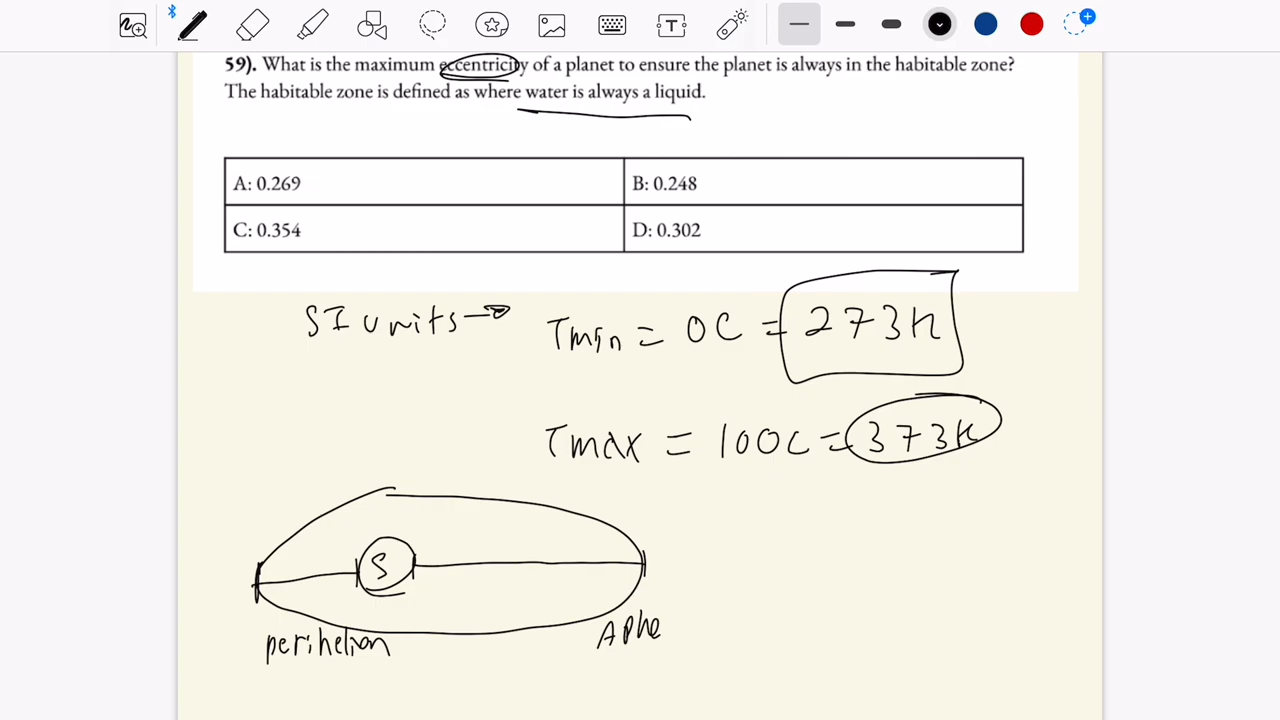 T
59). What is the maximum eccentricity of a planet to ensure the planet is always in the habitable zone?
The habitable zone is defined as where water is always a liquid.
A: 0.269
B: 0.248
C: 0.354
D: 0.302
SI units → Tmin = 0C = 273K
Tmax = 100C = 373K
S
perihelion
Aphe